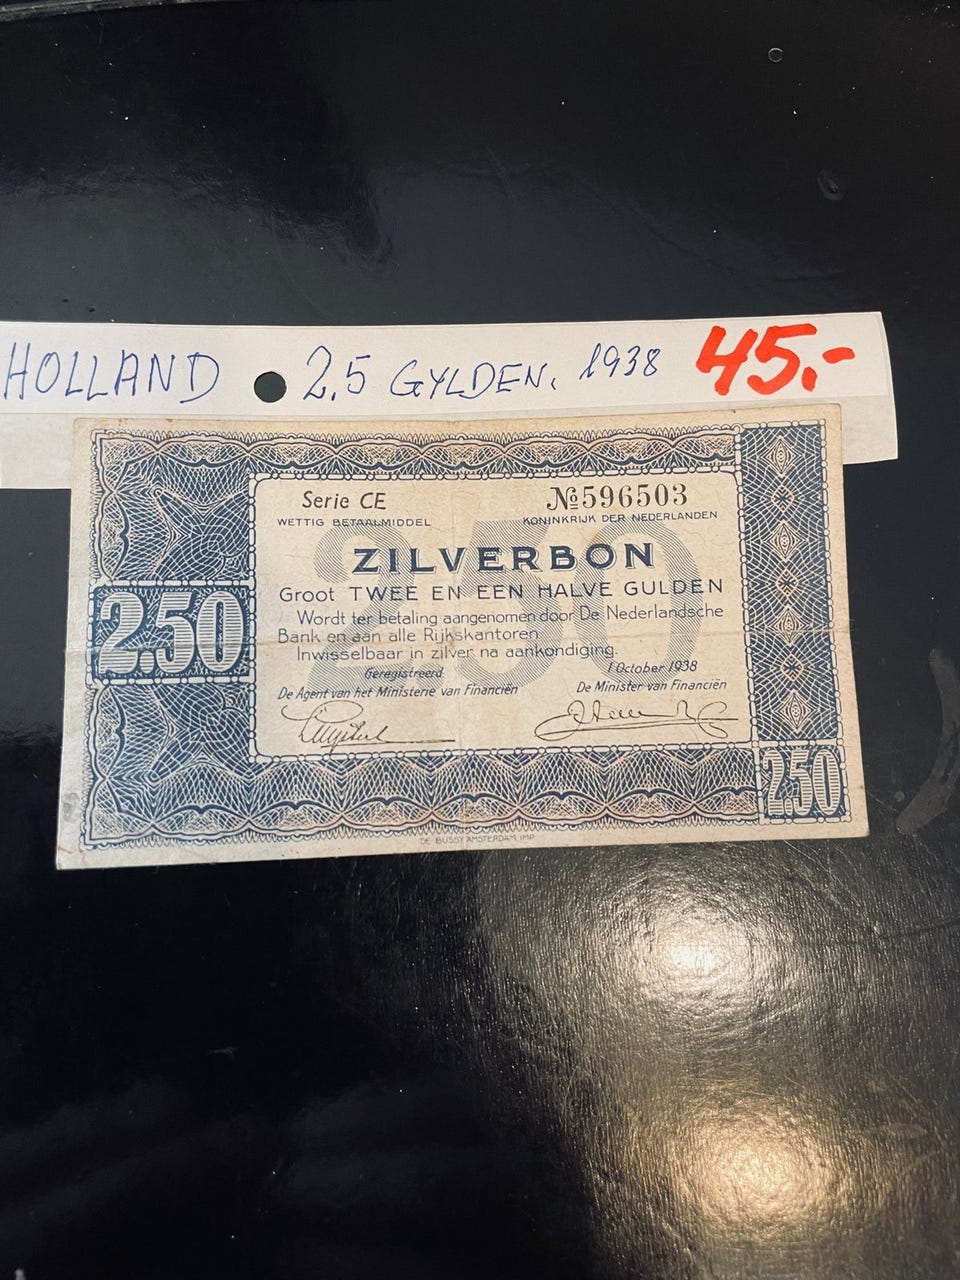 HOLLAND 2,5 GYLDEN. 1938 45.-
Serie CE №596503
WETTIG BETAALMIDDEL KONINKRIJK DER NEDERLANDEN
250
ZILVERBON
Groot TWEE EN EEN HALVE GULDEN
2.50
Wordt ter betaling aangenomen door De Nederlandsche
Bank en aan alle Rijkskantoren
Inwisselbaar in zilver na aankondiging.
Geregistreerd 1 October 1938
De Agent van het Ministerie van Financiën De Minister van Financiën
2.50
DE BUSSY AMSTERDAM IMP.